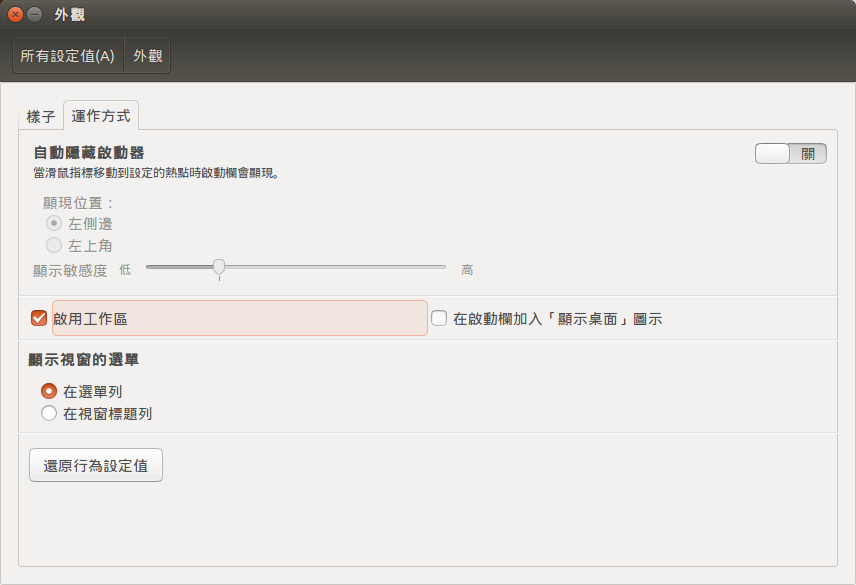 外觀
所有設定值(A) 外觀
樣子 運作方式
自動隱藏啟動器 關
當滑鼠指標移動到設定的熱點時啟動欄會顯現。
顯現位置：
左側邊
左上角
顯示敏感度 低 高
啟用工作區 在啟動欄加入「顯示桌面」圖示
顯示視窗的選單
在選單列
在視窗標題列
還原行為設定值